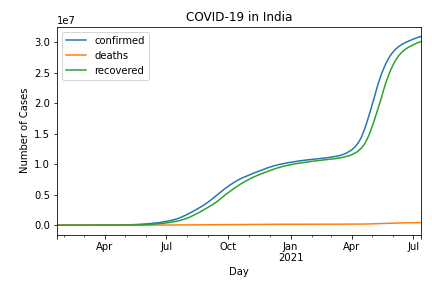 COVID-19 in India
1e7
confirmed
deaths
recovered
Number of Cases
3.0
2.5
2.0
1.5
1.0
0.5
0.0
Apr Jul Oct Jan Apr Jul
2021
Day